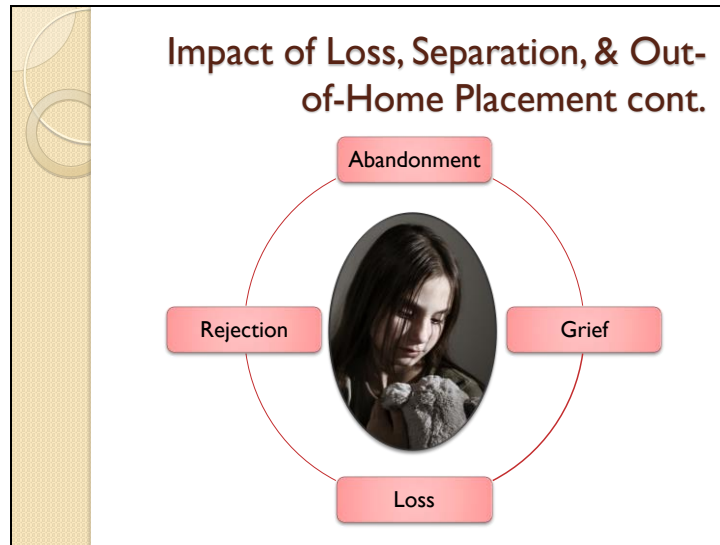 Impact of Loss, Separation, & Out-
of-Home Placement cont.
Abandonment
Rejection
Grief
Loss